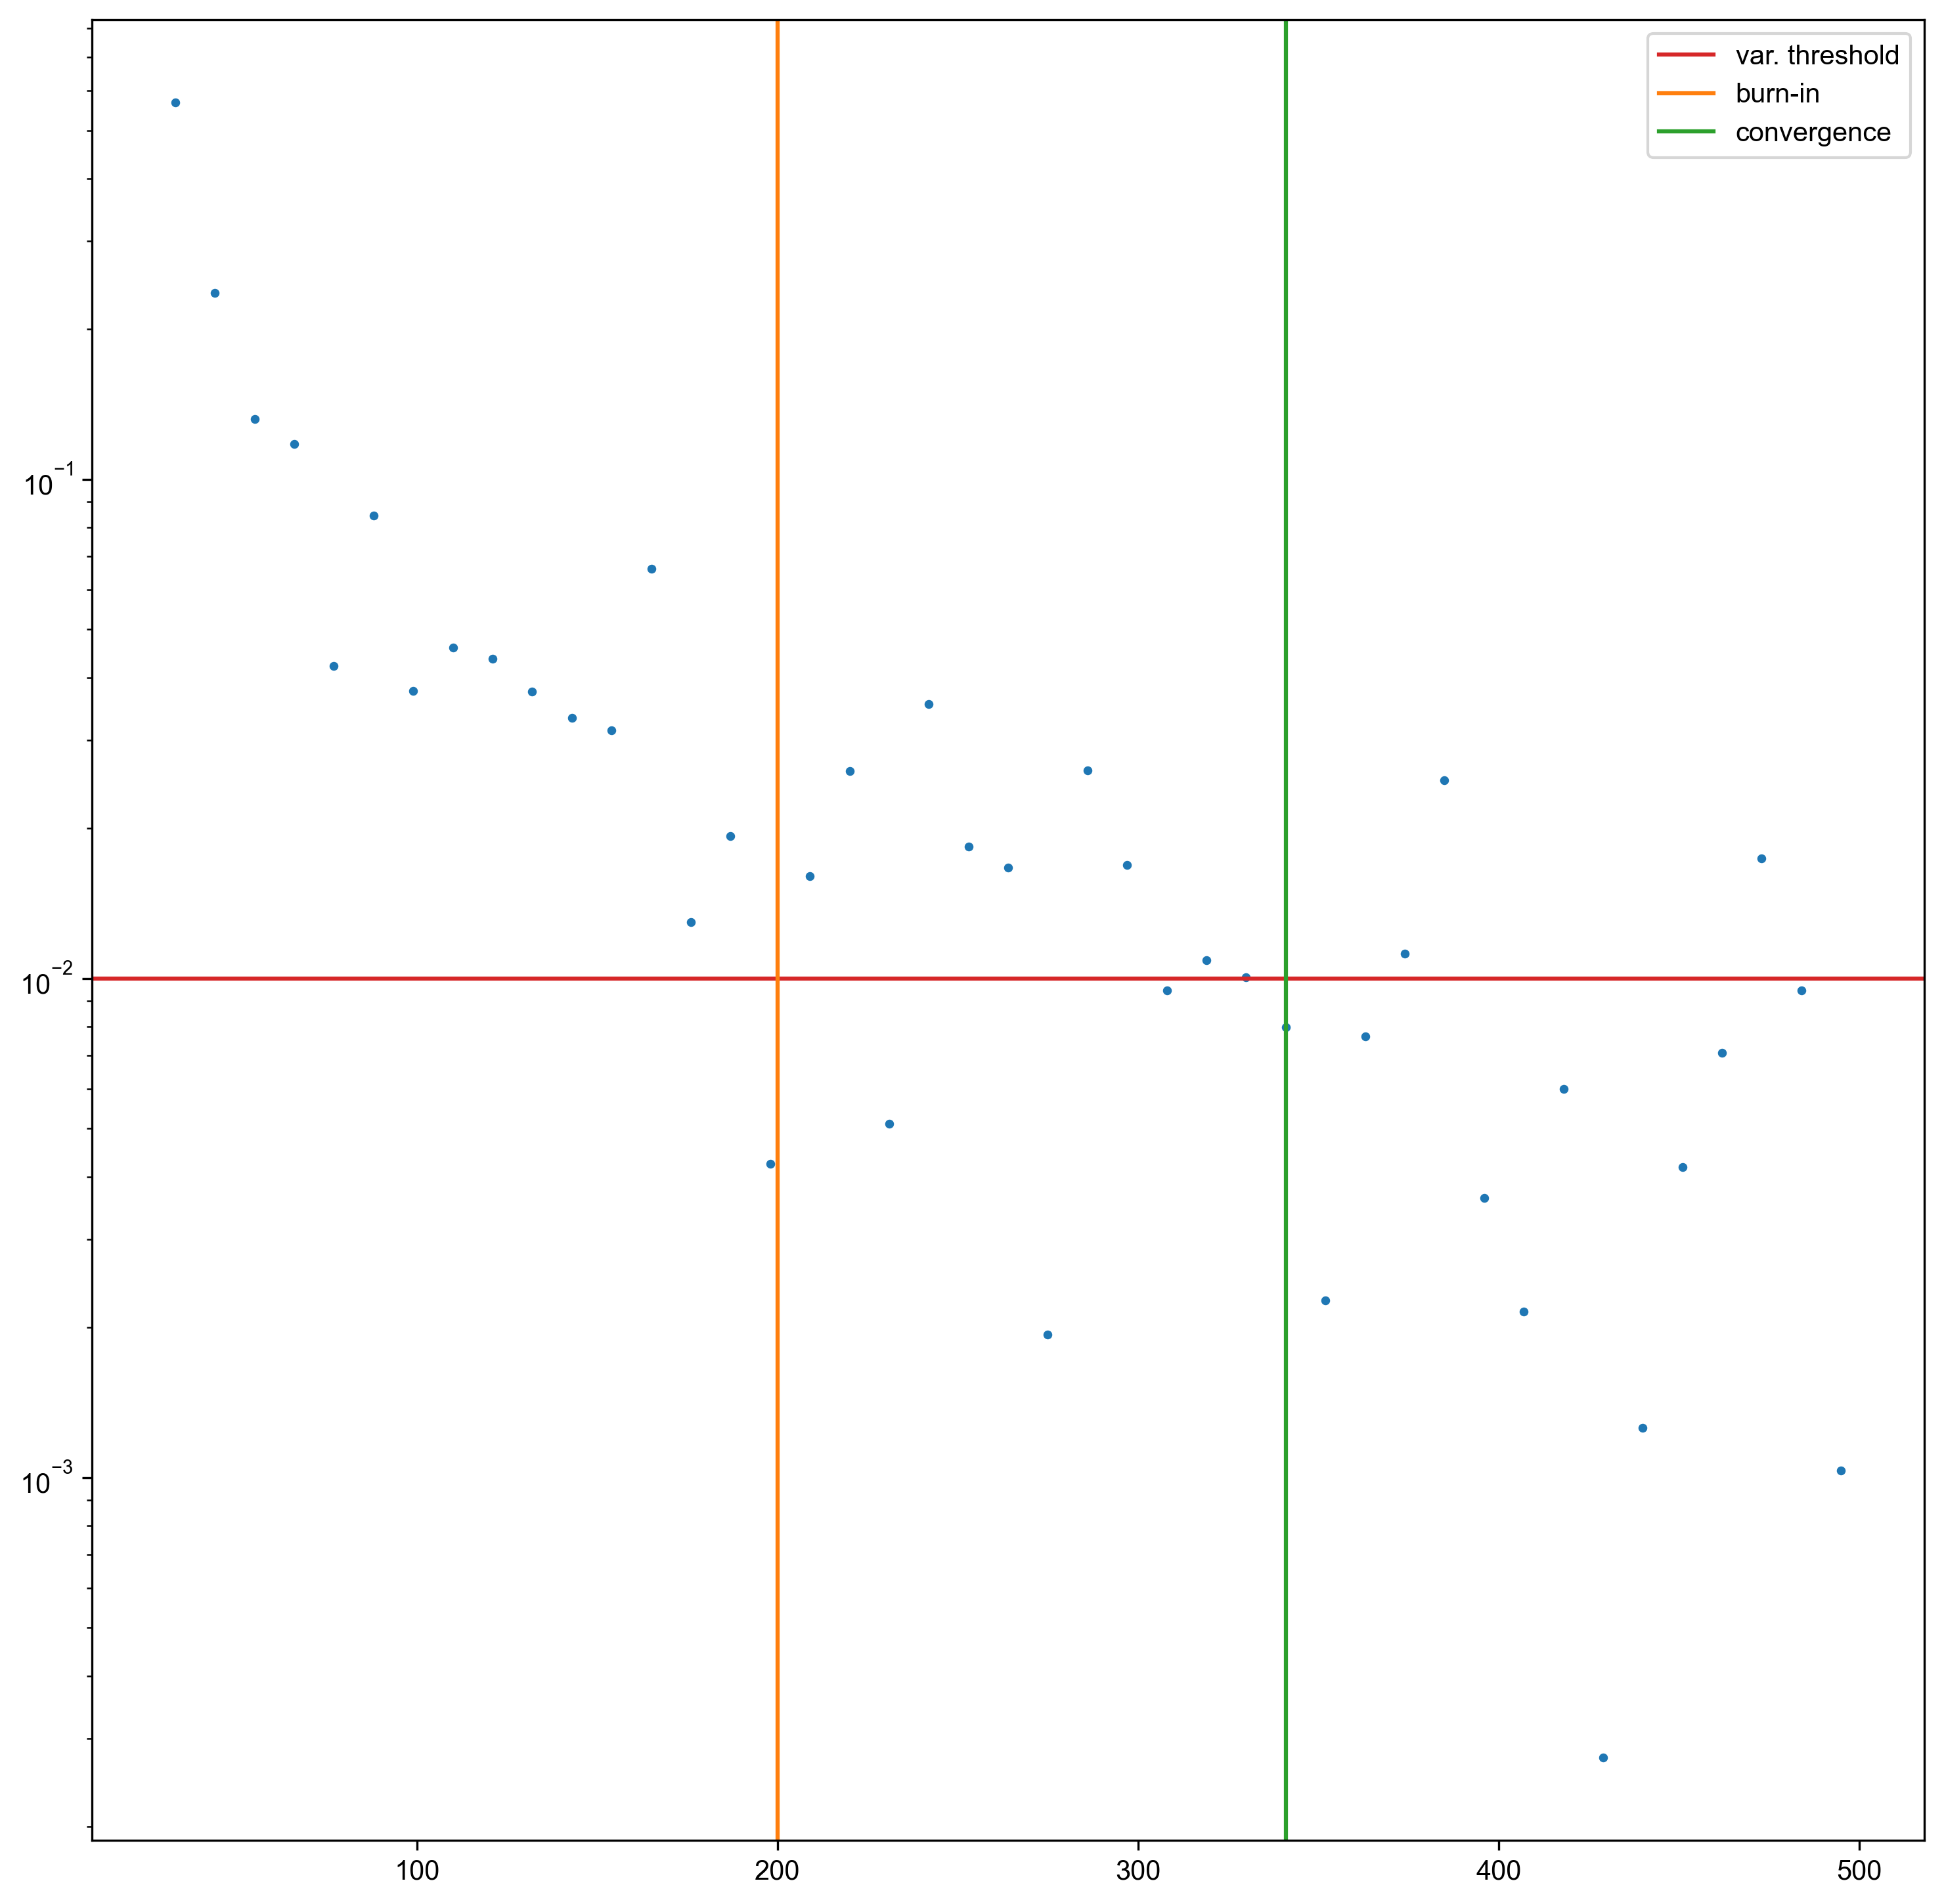 var. threshold
burn-in
convergence
10⁻¹
10⁻²
10⁻³
100 200 300 400 500